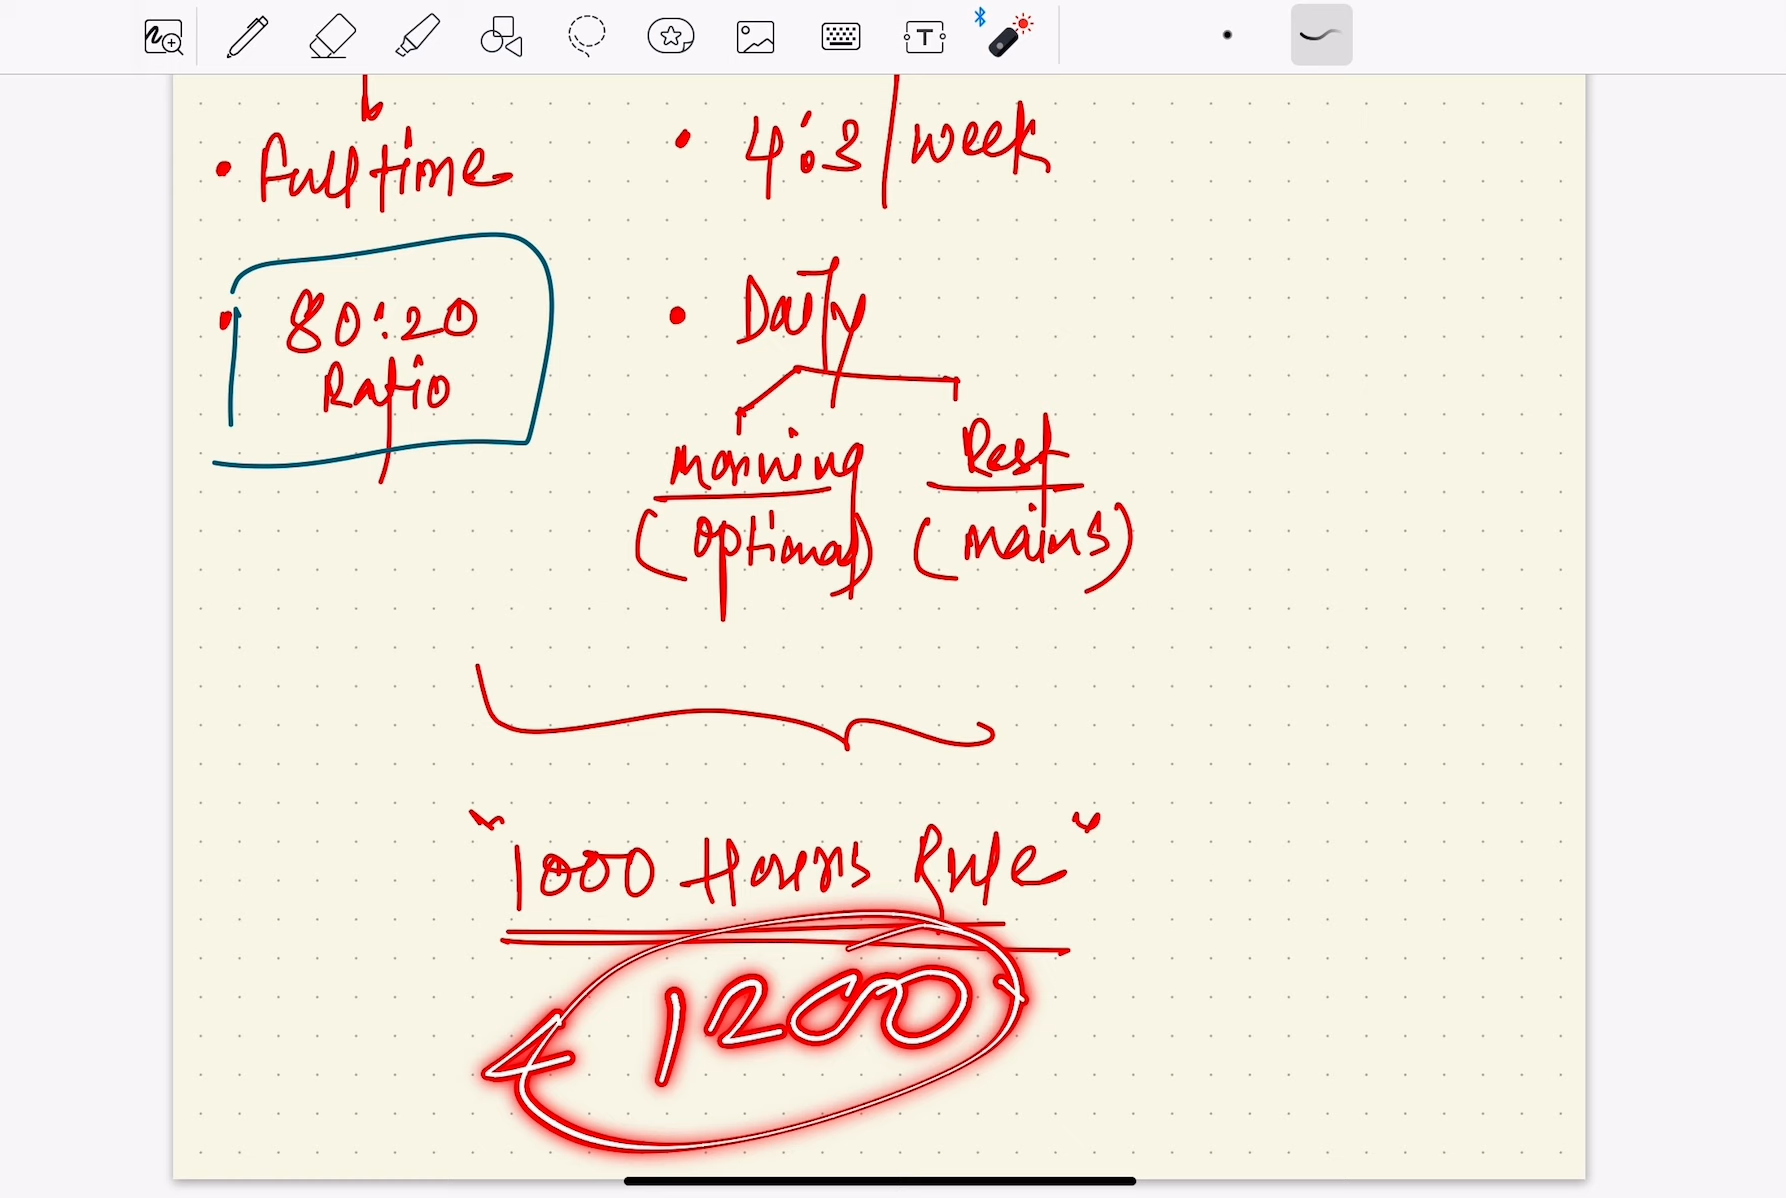 • Full time
• 4:3 / week
• 80:20
Ratio
• Daily
Morning
(optional)
Rest
(mains)
"1000 Hours Rule"
1200